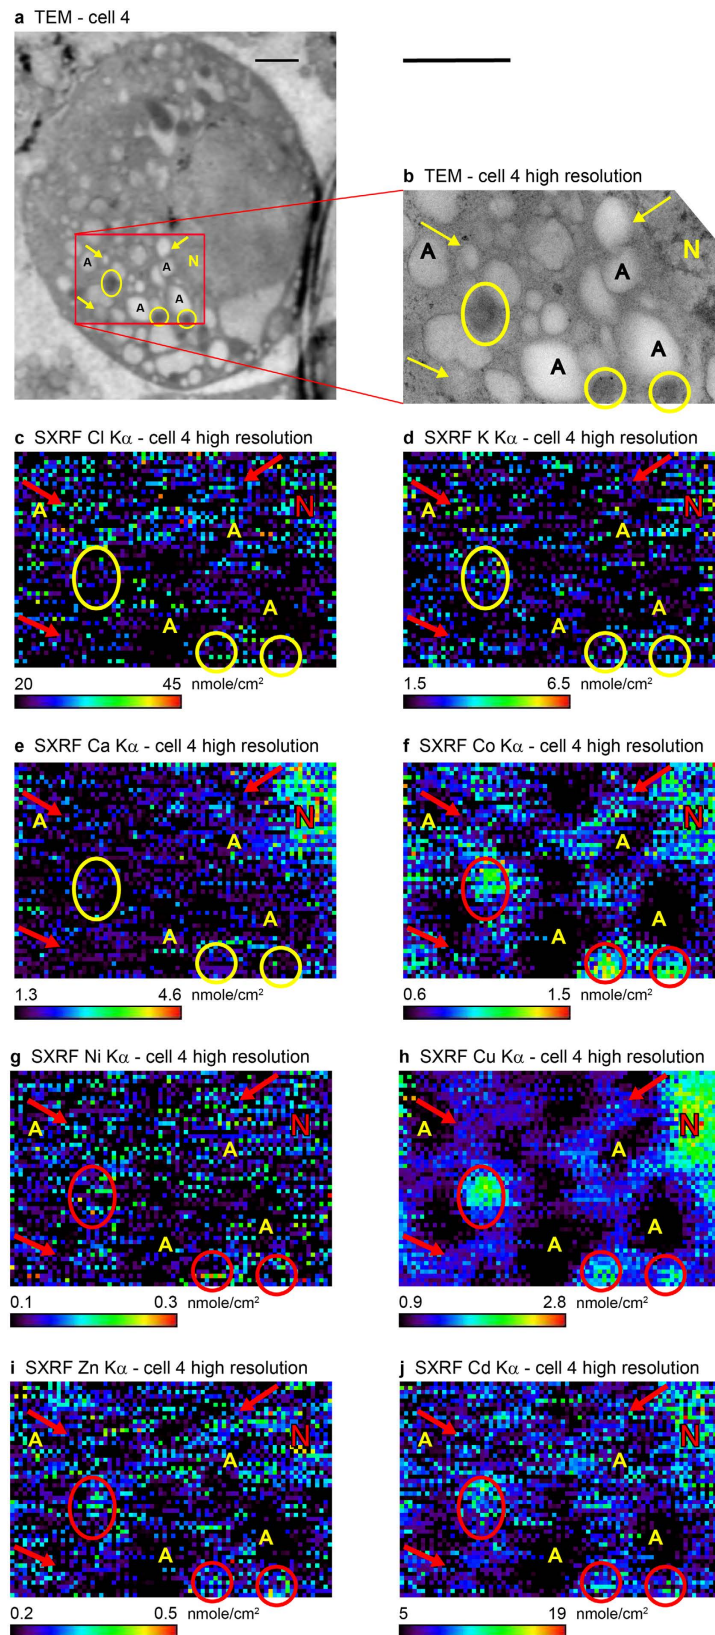 a TEM - cell 4
b TEM - cell 4 high resolution
A
N
A
A
A
A
N
A
A
A
c SXRF Cl Kα - cell 4 high resolution
A
N
A
A
A
20 45 nmole/cm²
d SXRF K Kα - cell 4 high resolution
A
N
A
A
A
1.5 6.5 nmole/cm²
e SXRF Ca Kα - cell 4 high resolution
A
N
A
A
A
1.3 4.6 nmole/cm²
f SXRF Co Kα - cell 4 high resolution
A
N
A
A
A
0.6 1.5 nmole/cm²
g SXRF Ni Kα - cell 4 high resolution
A
N
A
A
A
0.1 0.3 nmole/cm²
h SXRF Cu Kα - cell 4 high resolution
A
N
A
A
A
0.9 2.8 nmole/cm²
i SXRF Zn Kα - cell 4 high resolution
A
N
A
A
A
0.2 0.5 nmole/cm²
j SXRF Cd Kα - cell 4 high resolution
A
N
A
A
A
5 19 nmole/cm²